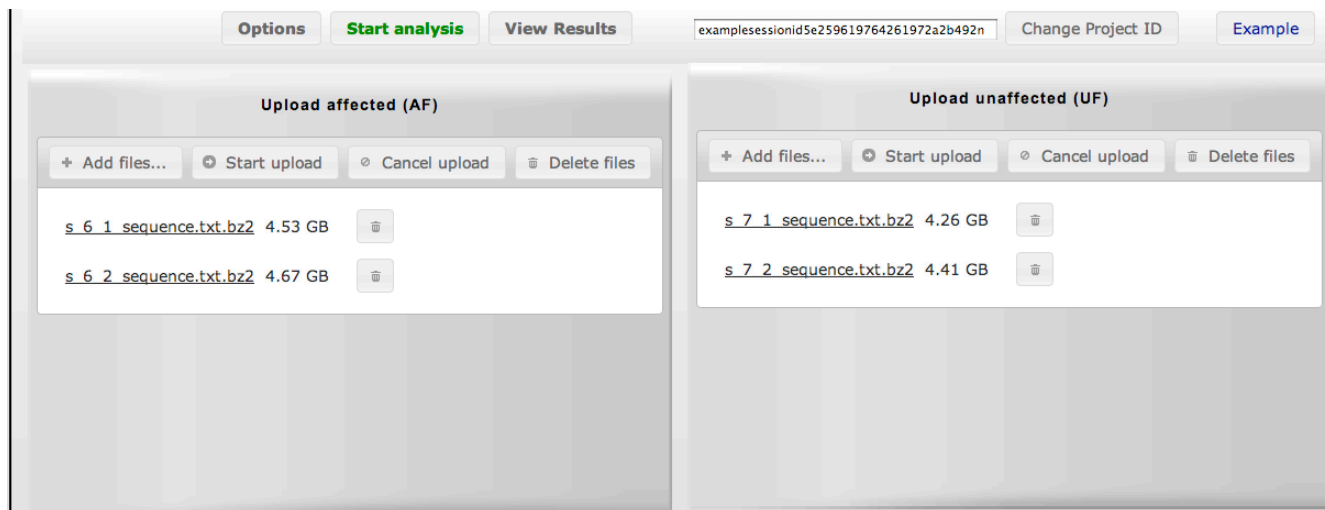 Options Start analysis View Results examplesessionid5e259619764261972a2b492n Change Project ID Example
Upload affected (AF)
Add files... Start upload Cancel upload Delete files
s_6_1_sequence.txt.bz2 4.53 GB
s_6_2_sequence.txt.bz2 4.67 GB
Upload unaffected (UF)
Add files... Start upload Cancel upload Delete files
s_7_1_sequence.txt.bz2 4.26 GB
s_7_2_sequence.txt.bz2 4.41 GB